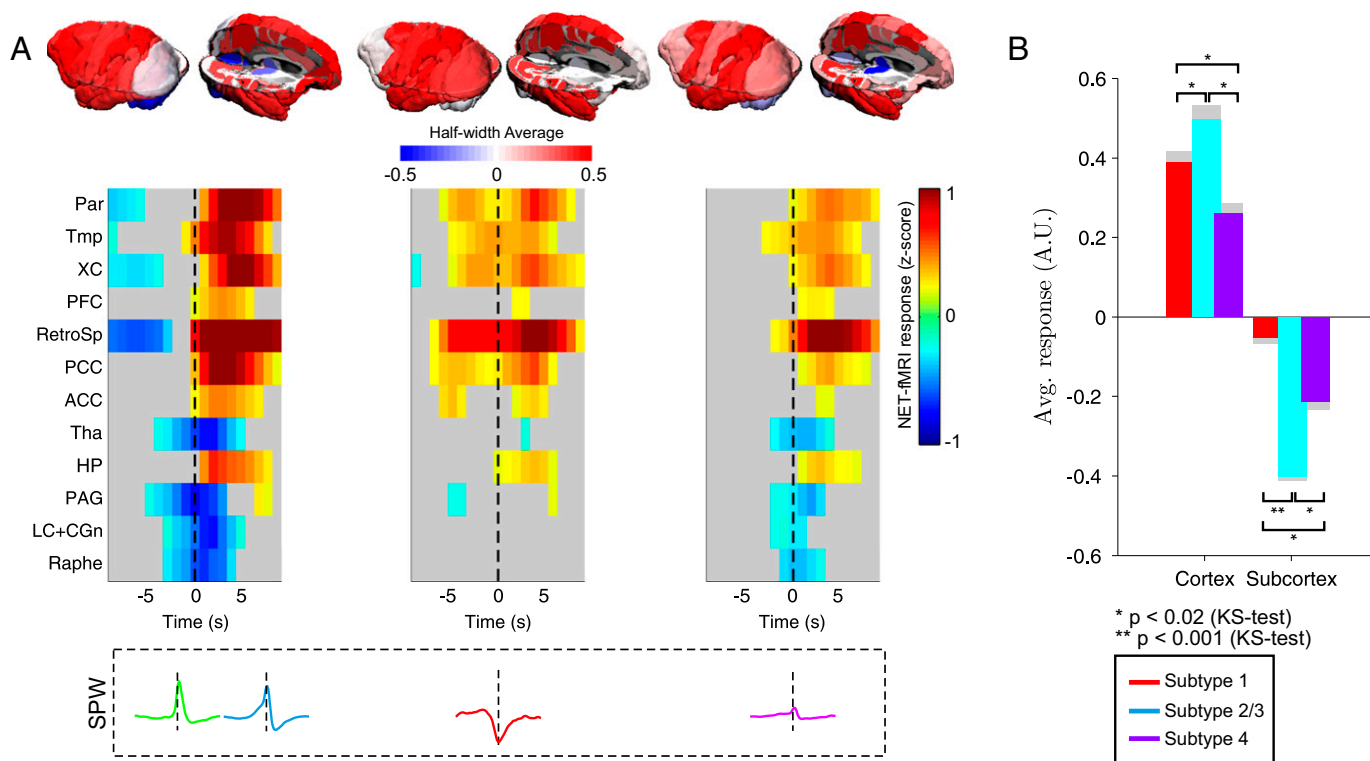 A
B
Half-width Average
-0.5 0 0.5
Par
Tmp
XC
PFC
RetroSp
PCC
ACC
Tha
HP
PAG
LC+CGn
Raphe
-5 0 5
Time (s)
-5 0 5
Time (s)
-5 0 5
Time (s)
1
0
-1
NET-fMRI response (z-score)
SPW
Avg. response (A.U.)
0.6
0.4
0.2
0
-0.2
-0.4
-0.6
*
* *
** *
*
Cortex Subcortex
* p < 0.02 (KS-test)
** p < 0.001 (KS-test)
Subtype 1
Subtype 2/3
Subtype 4